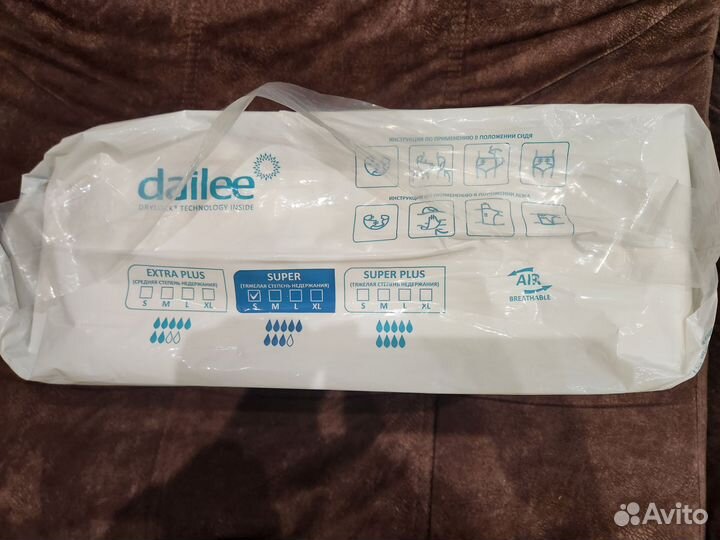 dailee
DRYLOCK® TECHNOLOGY INSIDE
ИНСТРУКЦИЯ ПО ПРИМЕНЕНИЮ В ПОЛОЖЕНИИ СИДЯ
ИНСТРУКЦИЯ ПО ПРИМЕНЕНИЮ В ПОЛОЖЕНИИ ЛЕЖА
EXTRA PLUS
(СРЕДНЯЯ СТЕПЕНЬ НЕДЕРЖАНИЯ)
S M L XL
SUPER
(ТЯЖЕЛАЯ СТЕПЕНЬ НЕДЕРЖАНИЯ)
S M L XL
SUPER PLUS
(ТЯЖЕЛАЯ СТЕПЕНЬ НЕДЕРЖАНИЯ)
S M L XL
AIR
BREATHABLE
Avito